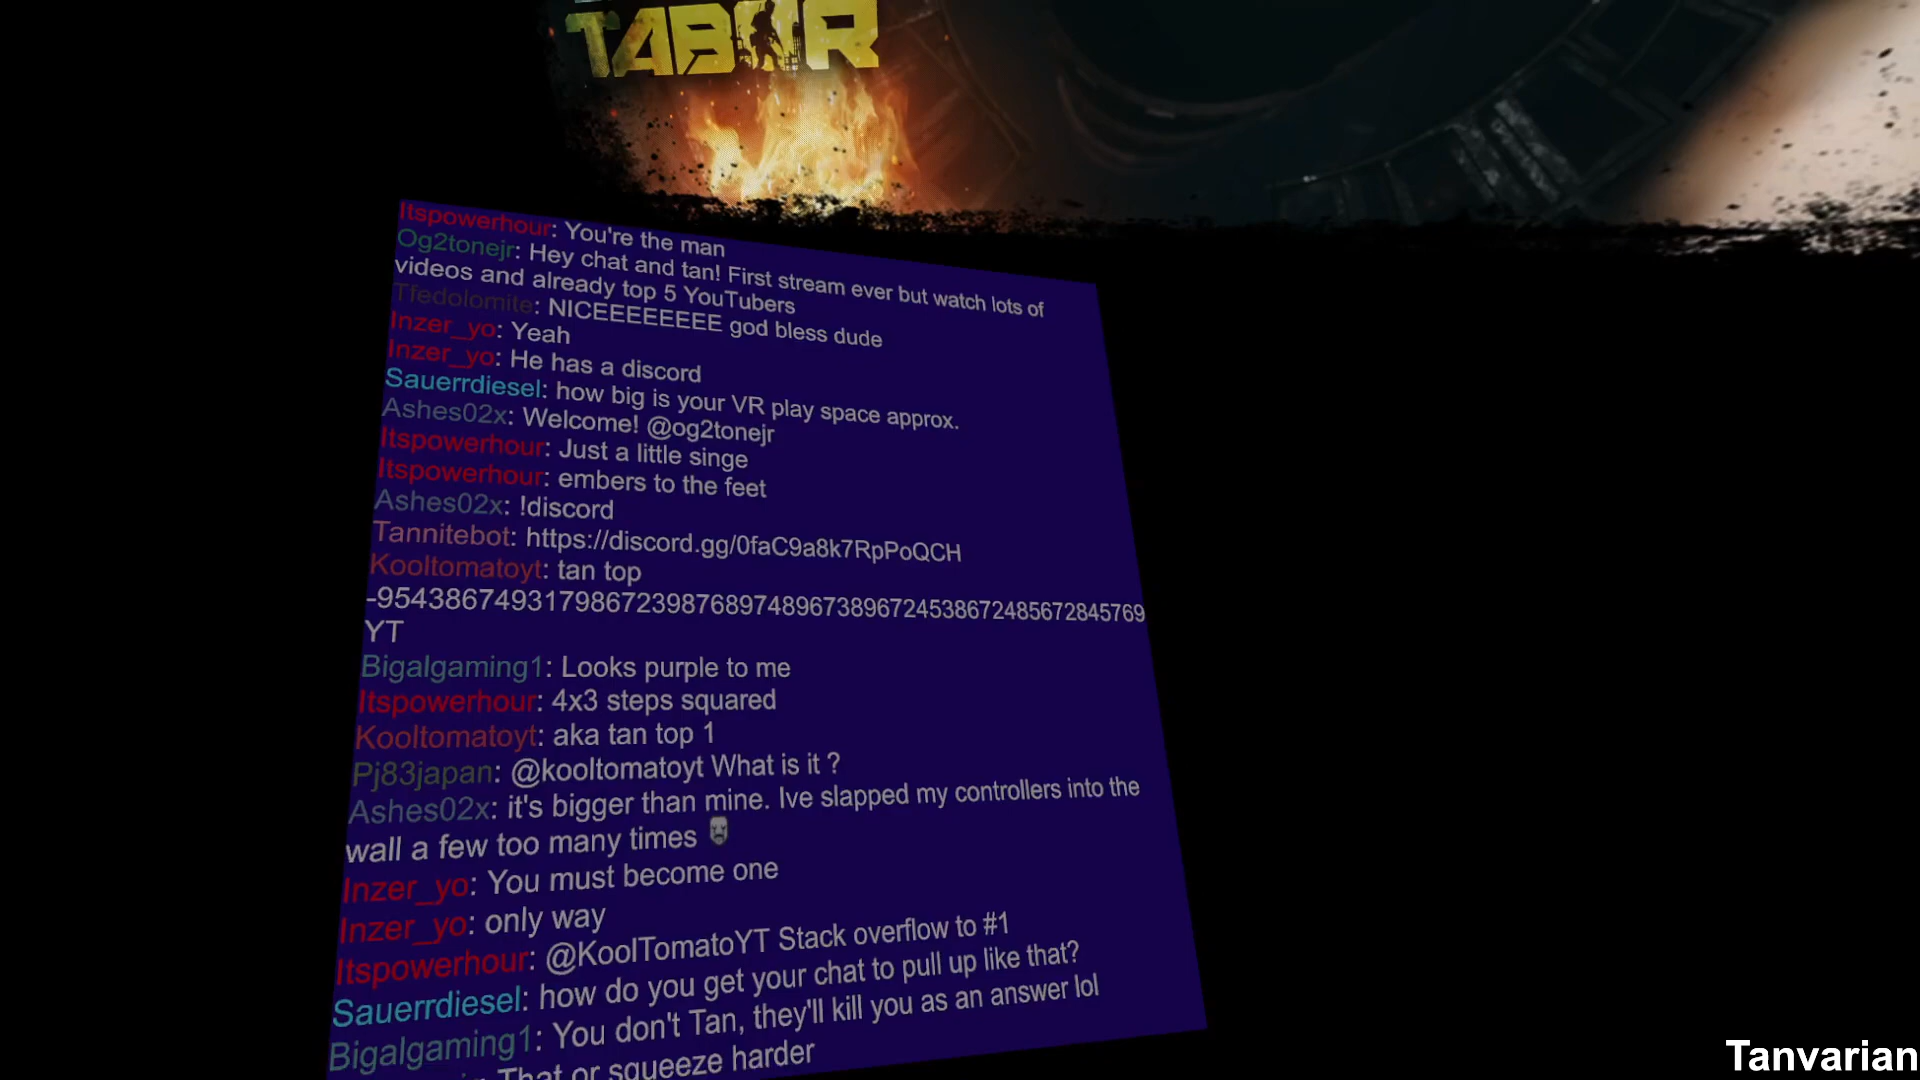 TABOR
Itspowerhour: You're the man
Og2tonejr: Hey chat and tan! First stream ever but watch lots of
videos and already top 5 YouTubers
Tfedolomite: NICEEEEEEEE god bless dude
Inzer_yo: Yeah
Inzer_yo: He has a discord
Sauerrdiesel: how big is your VR play space approx.
Ashes02x: Welcome! @og2tonejr
Itspowerhour: Just a little singe
Itspowerhour: embers to the feet
Ashes02x: !discord
Tannitebot: https://discord.gg/0faC9a8k7RpPoQCH
Kooltomatoyt: tan top
-9543867493179867239876897489673896724538672485672845769
YT
Bigalgaming1: Looks purple to me
Itspowerhour: 4x3 steps squared
Kooltomatoyt: aka tan top 1
Pj83japan: @kooltomatoyt What is it ?
Ashes02x: it's bigger than mine. Ive slapped my controllers into the
wall a few too many times
Inzer_yo: You must become one
Inzer_yo: only way
Itspowerhour: @KoolTomatoYT Stack overflow to #1
Sauerrdiesel: how do you get your chat to pull up like that?
Bigalgaming1: You don't Tan, they'll kill you as an answer lol
: That or squeeze harder
Tanvarian